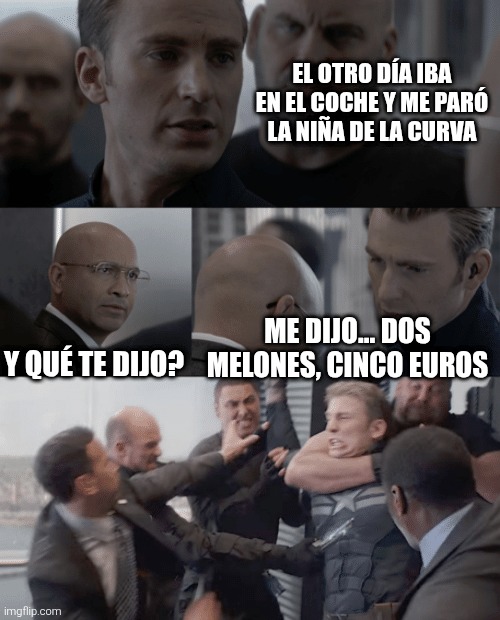 EL OTRO DÍA IBA
EN EL COCHE Y ME PARÓ
LA NIÑA DE LA CURVA
Y QUÉ TE DIJO?
ME DIJO... DOS
MELONES, CINCO EUROS
imgflip.com